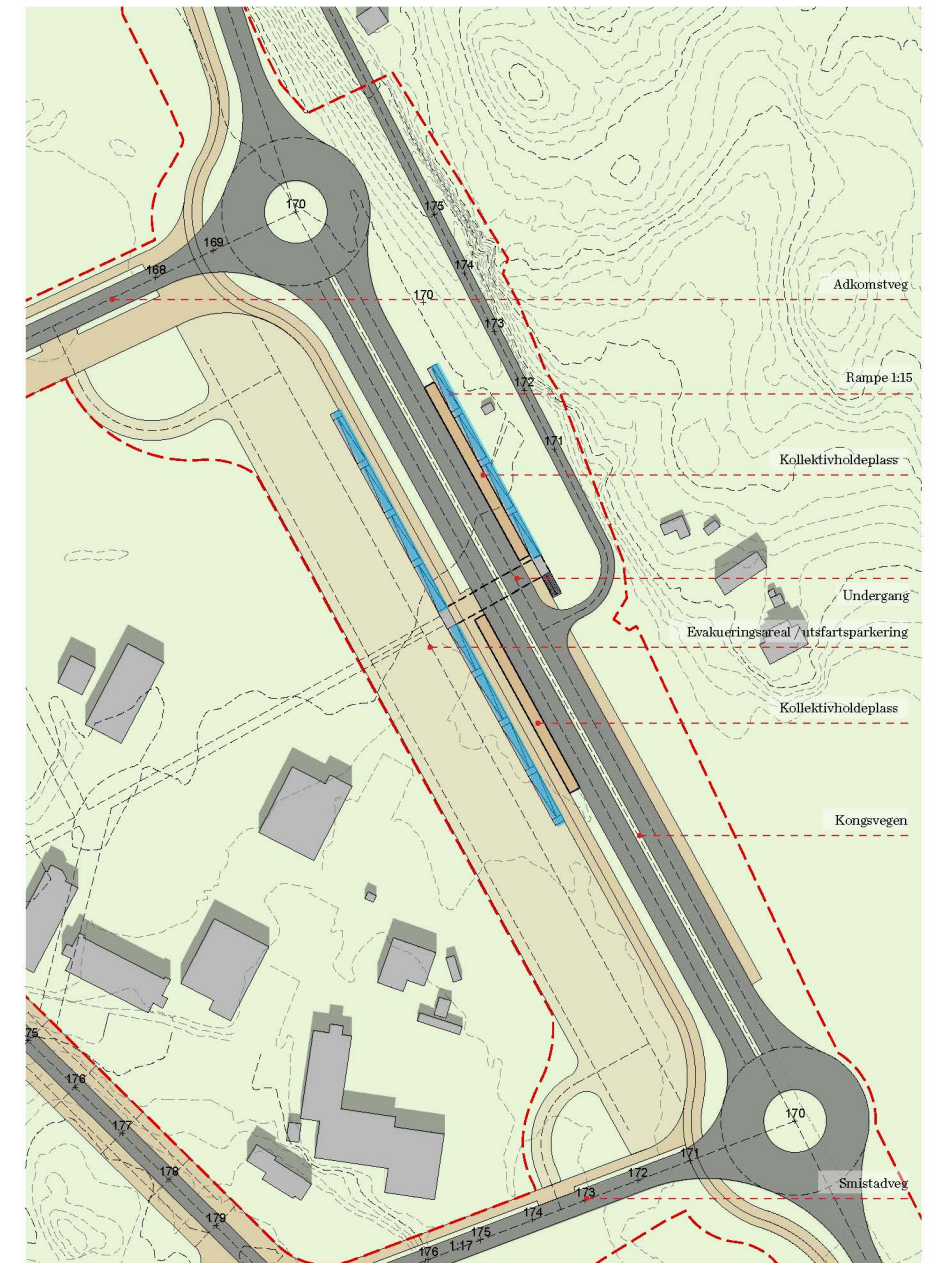 170
175
169
168
174
Adkomstveg
170
173
Rampe 1:15
172
171
Kollektivholdeplass
Undergang
Evakueringsareal /utsfartsparkering
Kollektivholdeplass
Kongsvegen
75
176
170
177
171
178
172
Smistadveg
173
174
179
175
1:17
176